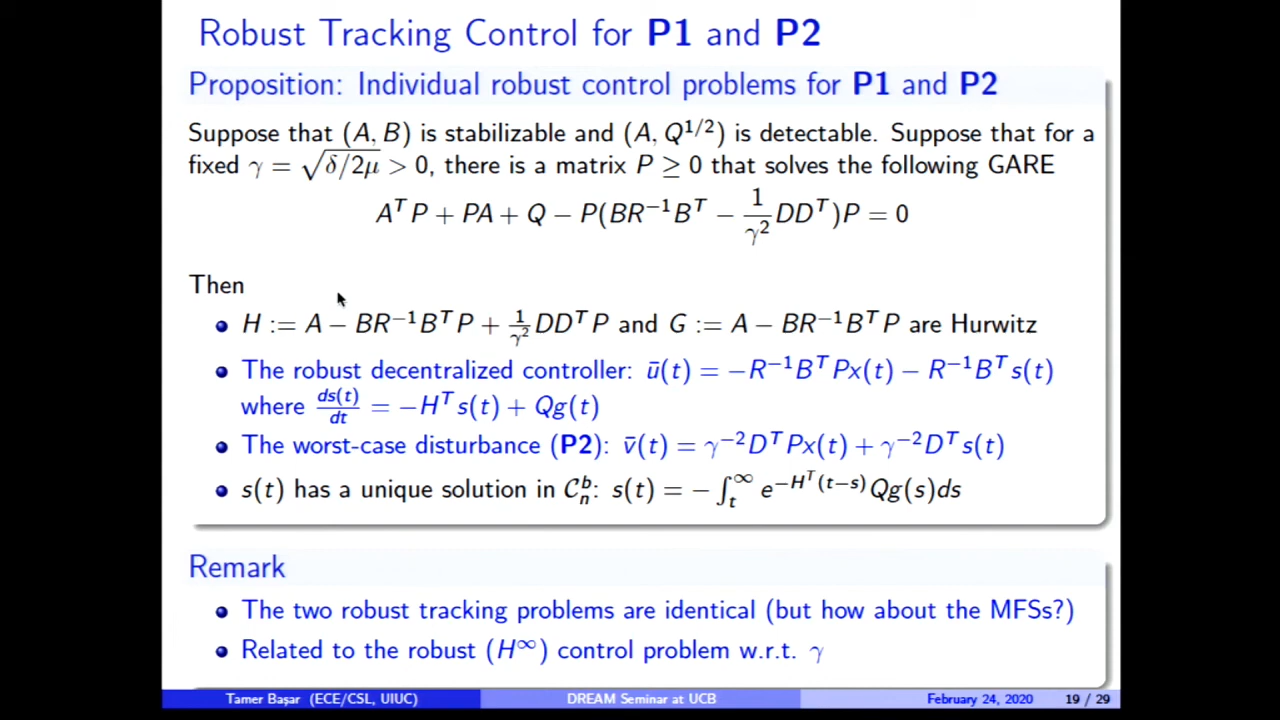 Robust Tracking Control for P1 and P2
Proposition: Individual robust control problems for P1 and P2
Suppose that (A, B) is stabilizable and (A, Q^{1/2}) is detectable. Suppose that for a
fixed γ = √(δ/2μ) > 0, there is a matrix P ≥ 0 that solves the following GARE
A^T P + PA + Q − P(BR^{−1}B^T − \frac{1}{γ^2} DD^T)P = 0
Then
• H := A − BR^{−1}B^T P + \frac{1}{γ^2} DD^T P and G := A − BR^{−1}B^T P are Hurwitz
• The robust decentralized controller: ū(t) = −R^{−1}B^T Px(t) − R^{−1}B^T s(t)
where \frac{ds(t)}{dt} = −H^T s(t) + Qg(t)
• The worst-case disturbance (P2): v̄(t) = γ^{−2}D^T Px(t) + γ^{−2}D^T s(t)
• s(t) has a unique solution in C_n^b: s(t) = − ∫_t^∞ e^{−H^T(t−s)} Qg(s)ds
Remark
• The two robust tracking problems are identical (but how about the MFSs?)
• Related to the robust (H^∞) control problem w.r.t. γ
Tamer Başar (ECE/CSL, UIUC) DREAM Seminar at UCB February 24, 2020 19 / 29